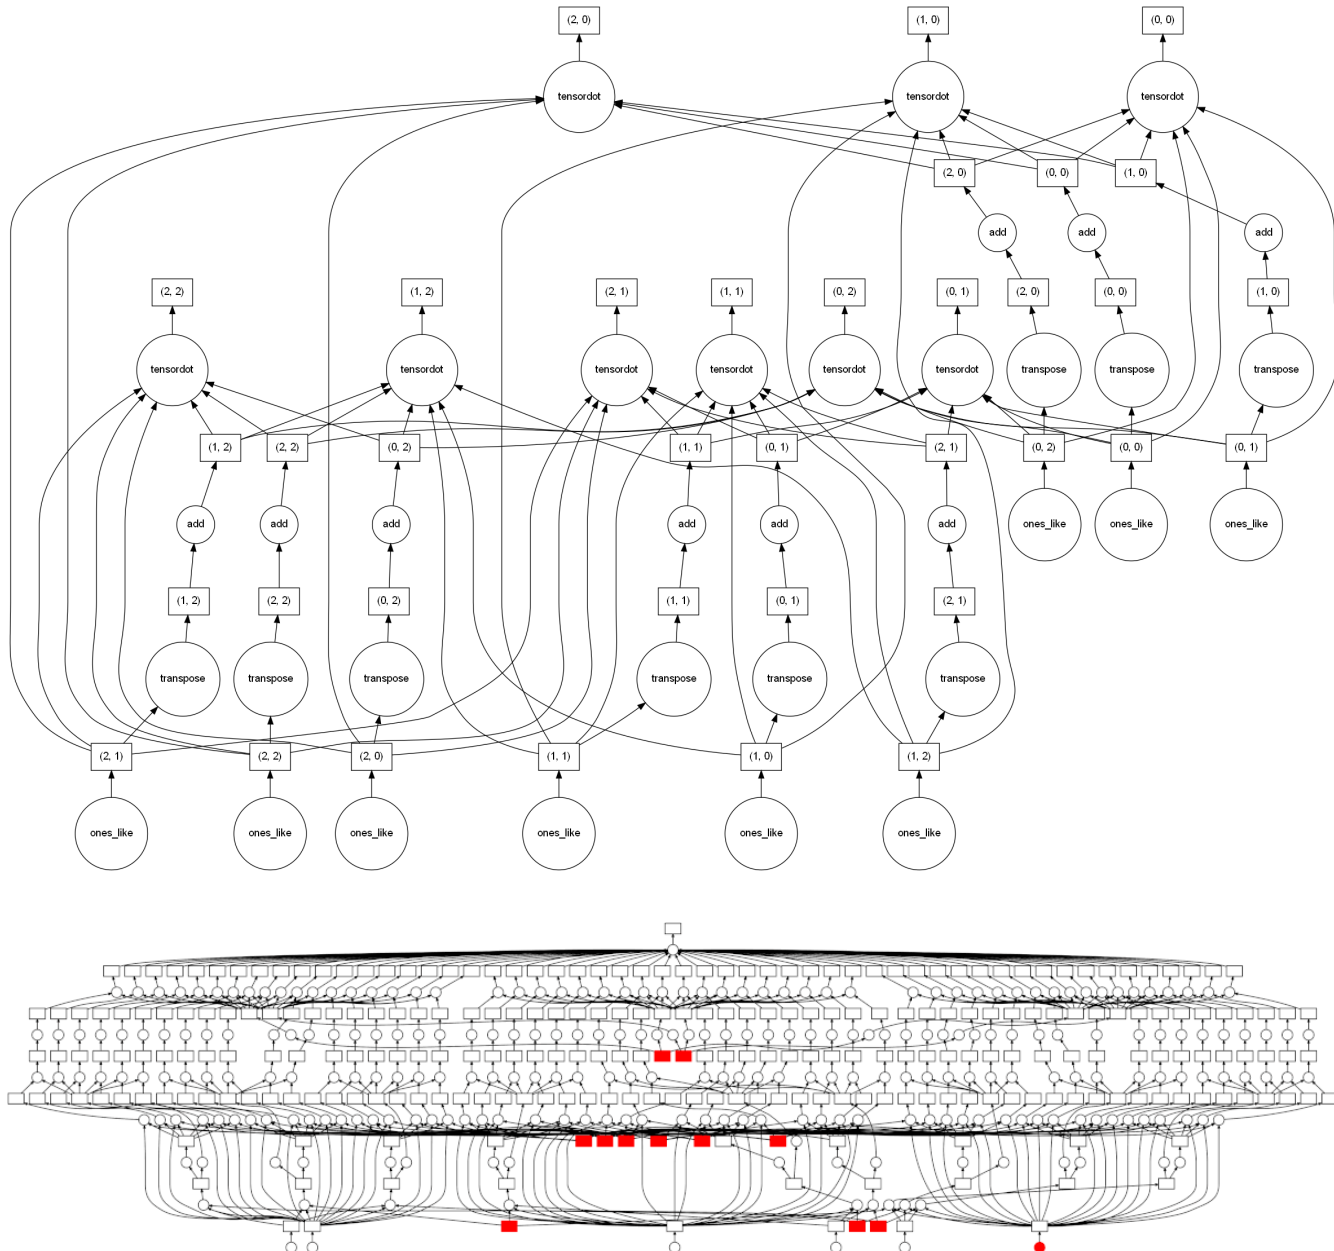 (2, 0) (1, 0) (0, 0)
tensordot tensordot tensordot
(2, 0) (0, 0) (1, 0)
add add add
(2, 2) (1, 2) (2, 1) (1, 1) (0, 2) (0, 1) (2, 0) (0, 0) (1, 0)
tensordot tensordot tensordot tensordot tensordot tensordot transpose transpose transpose
(1, 2) (2, 2) (0, 2) (1, 1) (0, 1) (2, 1) (0, 2) (0, 0) (0, 1)
add add add add add add ones_like ones_like ones_like
(1, 2) (2, 2) (0, 2) (1, 1) (0, 1) (2, 1)
transpose transpose transpose transpose transpose transpose
(2, 1) (2, 2) (2, 0) (1, 1) (1, 0) (1, 2)
ones_like ones_like ones_like ones_like ones_like ones_like